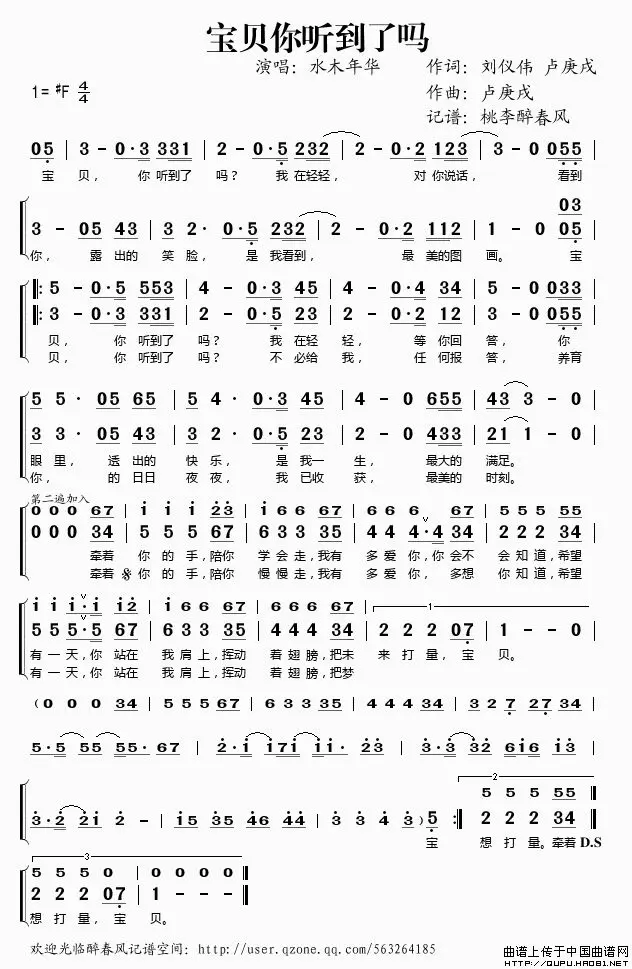 宝贝你听到了吗
演唱：水木年华 作词：刘仪伟 卢庚戌
1= #F 4/4
作曲：卢庚戌
记谱：桃李醉春风
05 | 3 - 0·3 331 | 2 - 0·5 232 | 2 - 0·2 123 | 3 - 0 055 |
宝 贝， 你 听到了 吗？ 我 在轻轻， 对 你说话， 看到
03
3 - 05 43 | 3 2· 0·5 232 | 2 - 0·2 112 | 1 - 0 05 |
你， 露 出的 笑 脸， 是 我看到， 最 美的图 画。 宝
5 - 0·5 553 | 4 - 0·3 45 | 4 - 0·4 34 | 5 - 0 033 |
3 - 0·3 331 | 2 - 0·5 23 | 2 - 0·2 12 | 3 - 0 055 |
贝， 你 听到了 吗？ 我 在轻 轻， 等 你回 答， 你
贝， 你 听到了 吗？ 不 必给 我， 任 何报 答， 养育
5 5· 05 65 | 5 4· 0·3 45 | 4 - 0 655 | 43 3 - 0 |
3 3· 05 43 | 3 2· 0·5 23 | 2 - 0 433 | 21 1 - 0 |
眼 里， 透 出的 快 乐， 是 我一 生， 最大的 满足。
你， 的 日日 夜 夜， 我 已收 获， 最美的 时刻。
第二遍加入
0 0 0 67 | i i i 23 | i 6 6 67 | 66 6 6 | 5 5 5 55 |
0 0 0 34 | 5 5 5 67 | 6 3 3 35 | 44 4 0·4 34 | 2 2 2 34 |
牵着 你 的 手，陪你 学 会 走，我有 多 爱 你，你 会不 会 知 道，希望
牵着 𝄋 你 的 手，陪你 慢 慢 走，我有 多 爱 你，多想 你 知 道，希望
i i i·i i2 | i 6 6 67 | 6 6 6 67 | 1
5 5 5·5 67 | 6 3 3 35 | 4 4 4 34 | 2 2 2 07 | 1 - - 0 |
有 一 天，你 站在 我 肩 上，挥动 着 翅 膀，把未 来 打 量，宝 贝。
有 一 天，你 站在 我 肩 上，挥动 着 翅 膀，把梦
( 0 0 0 34 | 5 5 5 67 | 6 3 3 35 | 4 4 4 34 | 3 27 27 34 |
5·5 55 55· 67 | 2·i i7i ii· 23 | 3·3 32 6i6 i3 |
2
5 5 5 55
3·2 2i 2 - | i5 35 46 44 | 3 3 4 3 ) 5 :‖ 2 2 2 34 ‖
宝 想 打 量。牵着 D.S
3
5 5 5 0 | 0 0 0 0 ‖
2 2 2 07 | 1 - - - ‖
想 打 量，宝 贝。
欢迎光临醉春风记谱空间：http://user.qzone.qq.com/563264185
曲谱上传于中国曲谱网
HTTP://QUPU.HAO81.NET